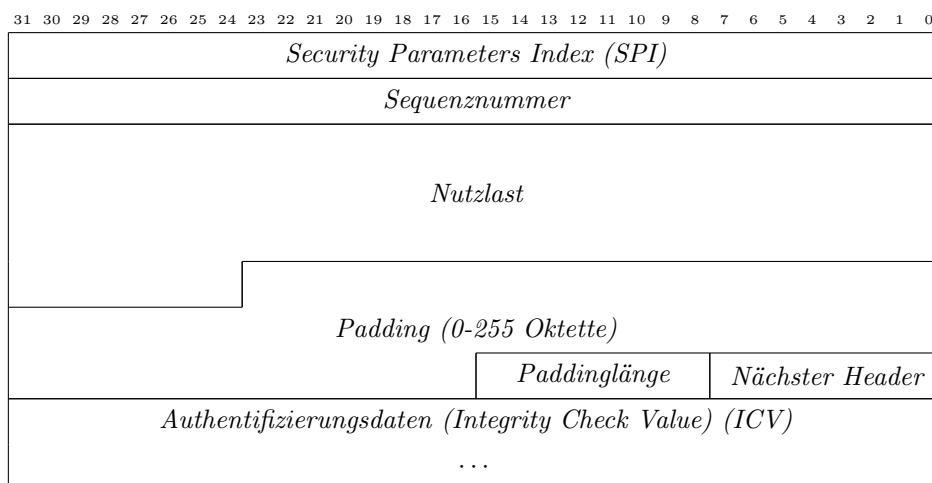 31 30 29 28 27 26 25 24 23 22 21 20 19 18 17 16 15 14 13 12 11 10 9 8 7 6 5 4 3 2 1 0
Security Parameters Index (SPI)
Sequenznummer
Nutzlast
Padding (0-255 Oktette)
Paddinglänge Nächster Header
Authentifizierungsdaten (Integrity Check Value) (ICV)
...